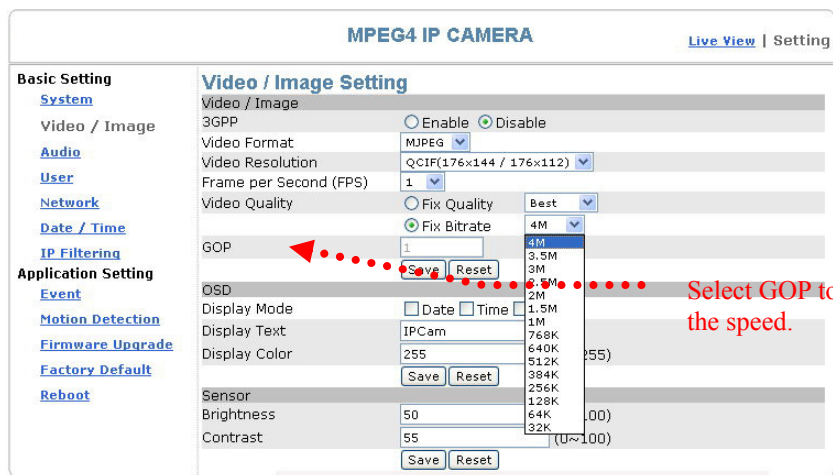 MPEG4 IP CAMERA
Live View | Setting
Basic Setting
System
Video / Image
Audio
User
Network
Date / Time
IP Filtering
Application Setting
Event
Motion Detection
Firmware Upgrade
Factory Default
Reboot
Video / Image Setting
Video / Image
3GPP Enable Disable
Video Format MJPEG
Video Resolution QCIF(176x144 / 176x112)
Frame per Second (FPS) 1
Video Quality Fix Quality Best
Fix Bitrate 4M
4M
3.5M
3M
2.5M
2M
1.5M
1M
768K
640K
512K
384K
256K
128K
64K
32K
GOP 1
Save Reset
Select GOP to
the speed.
OSD
Display Mode Date Time
Display Text IPCam
Display Color 255 255)
Save Reset
Sensor
Brightness 50 .00)
Contrast 55 (0~100)
Save Reset